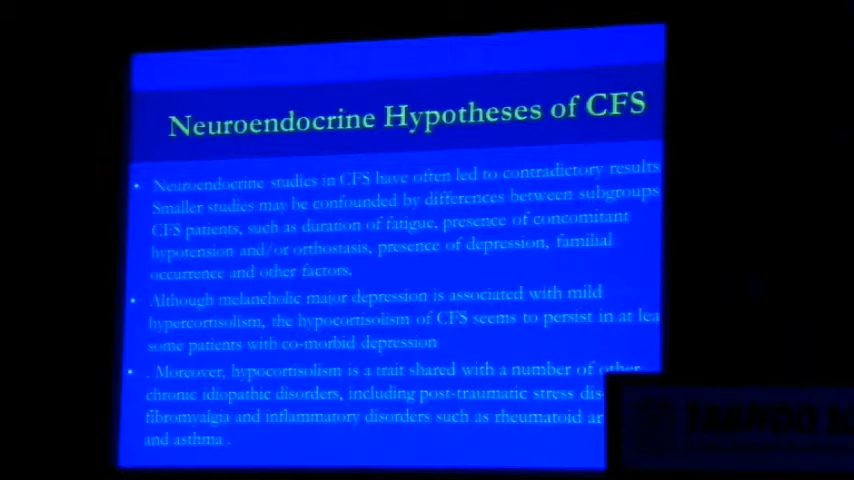 Neuroendocrine Hypotheses of CFS
• Neuroendocrine studies in CFS have often led to contradictory results
Smaller studies may be confounded by differences between subgroups
CFS patients, such as duration of fatigue, presence of concomitant
hypotension and/or orthostasis, presence of depression, familial
occurrence and other factors.
• Although melancholic major depression is associated with mild
hypercortisolism, the hypocortisolism of CFS seems to persist in at lea
some patients with co-morbid depression
• . Moreover, hypocortisolism is a trait shared with a number of other
chronic idiopathic disorders, including post-traumatic stress dis
fibromyalgia and inflammatory disorders such as rheumatoid ar
and asthma .